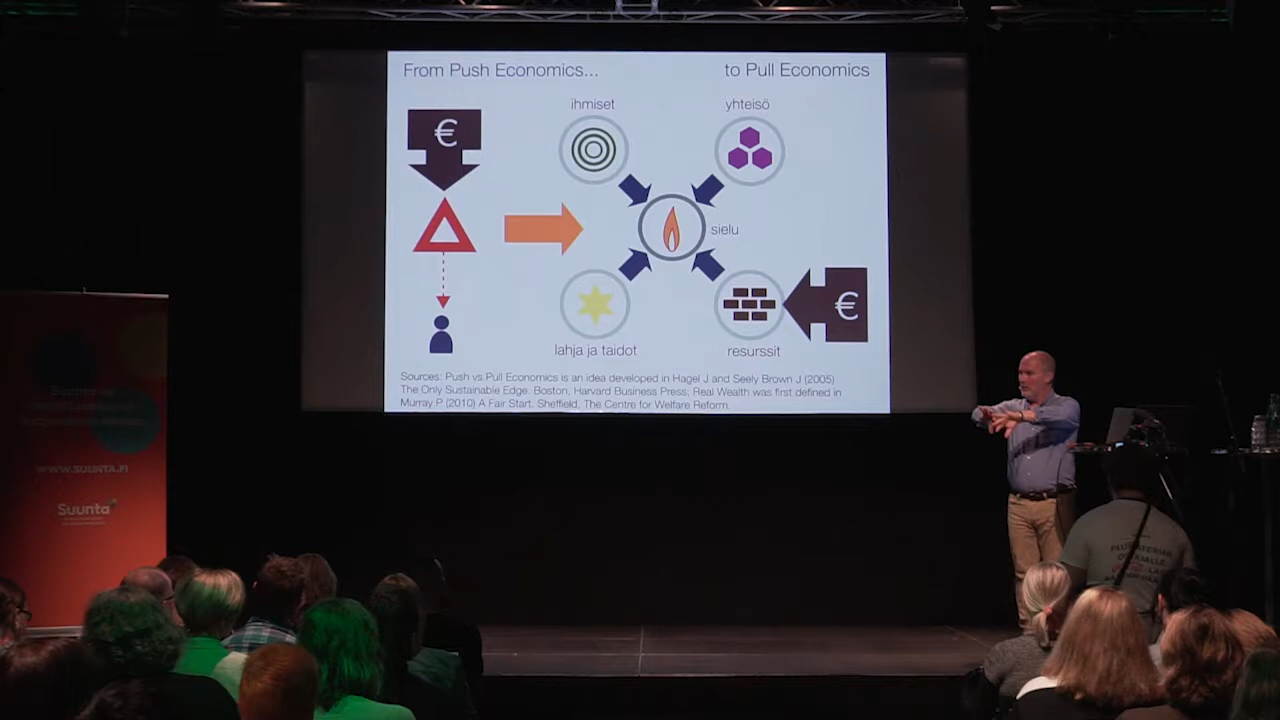 From Push Economics...
to Pull Economics
€
ihmiset
yhteisö
sielu
lahja ja taidot
resurssit
€
Sources: Push vs Pull Economics is an idea developed in Hagel J and Seely Brown J (2005)
The Only Sustainable Edge. Boston, Harvard Business Press; Real Wealth was first defined in
Murray P (2010) A Fair Start. Sheffield, The Centre for Welfare Reform.
WWW.SUUNTA.FI
Suunta